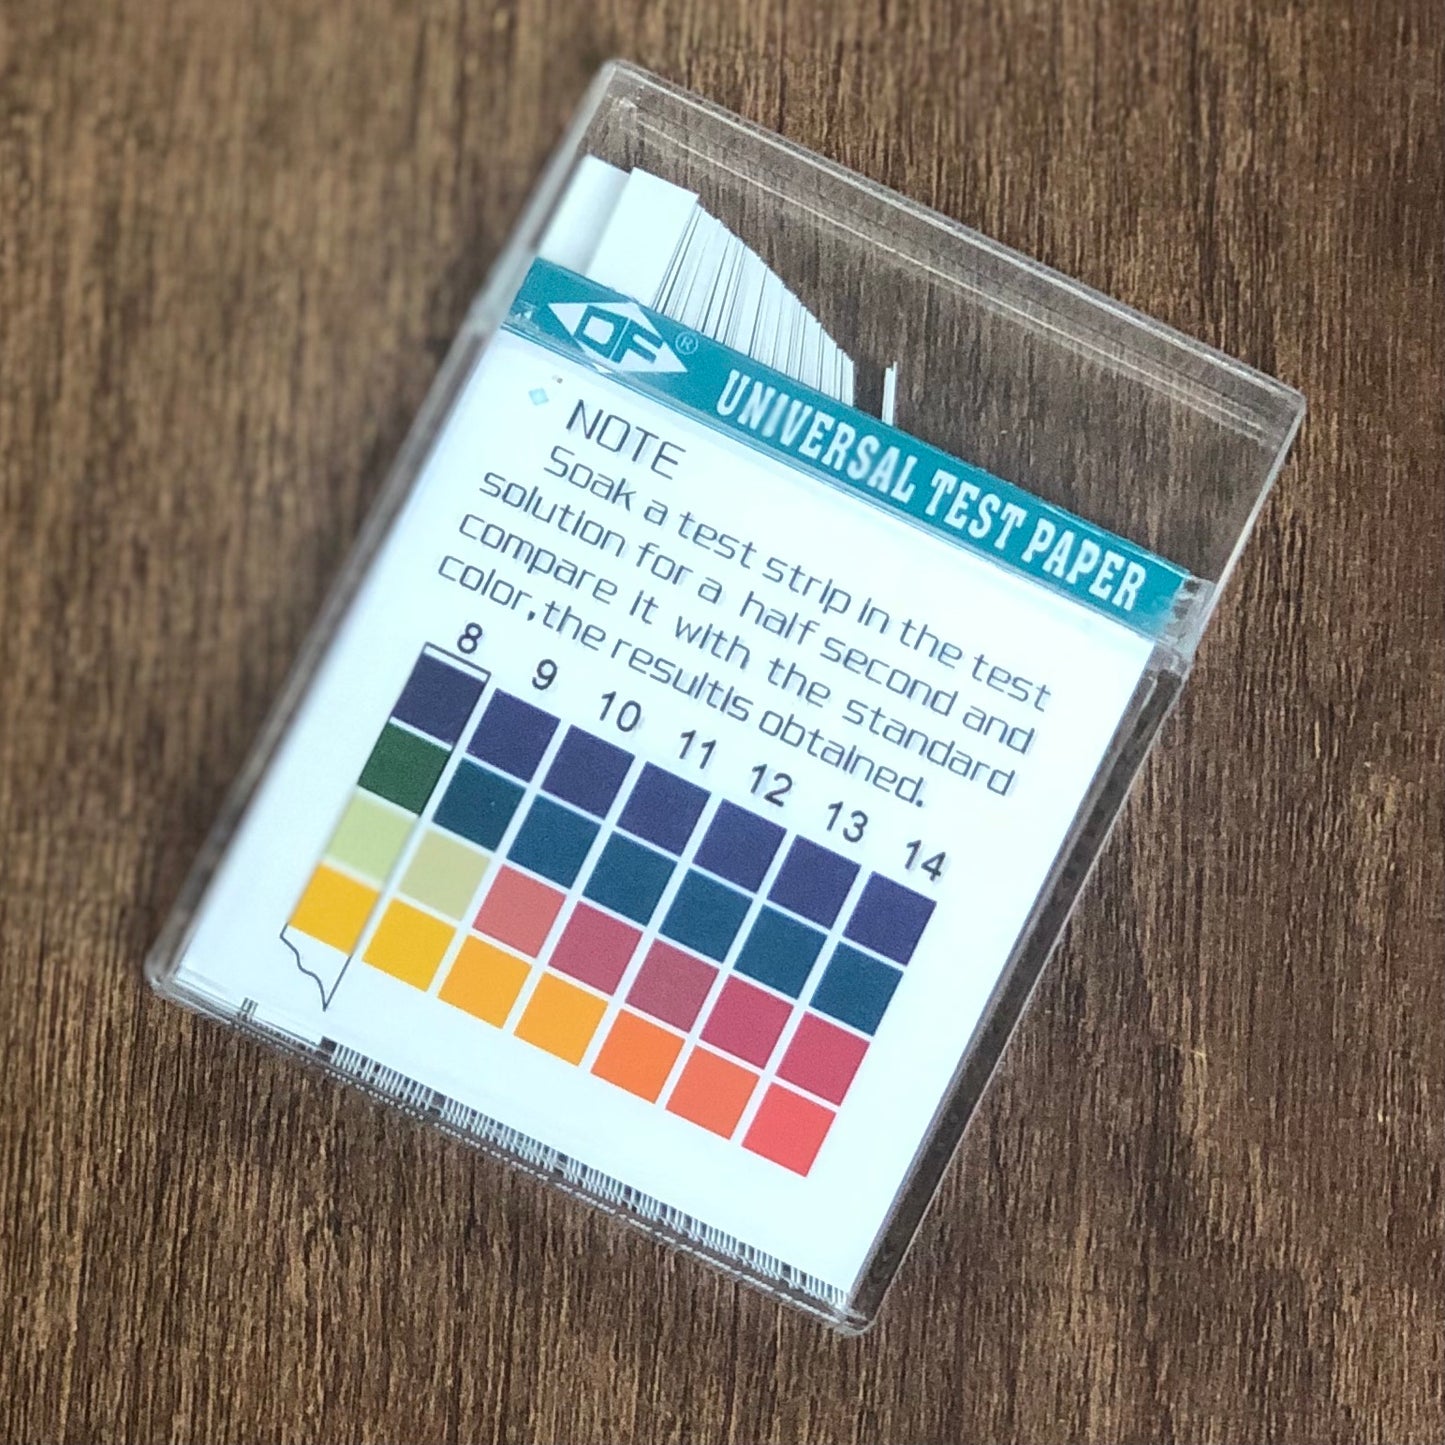 DF®
UNIVERSAL TEST PAPER
NOTE
Soak a test strip in the test
solution for a half second and
compare it with the standard
color,the resultis obtained.
8 9 10 11 12 13 14